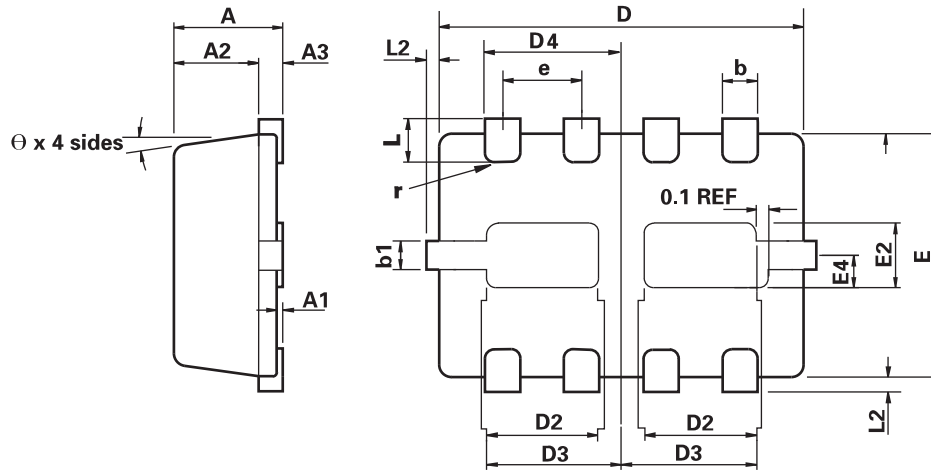 A
D
A2
A3
L2
D4
e
b
Θ x 4 sides
L
r
0.1 REF
b1
E4
E2
E
A1
L2
D2
D2
D3
D3